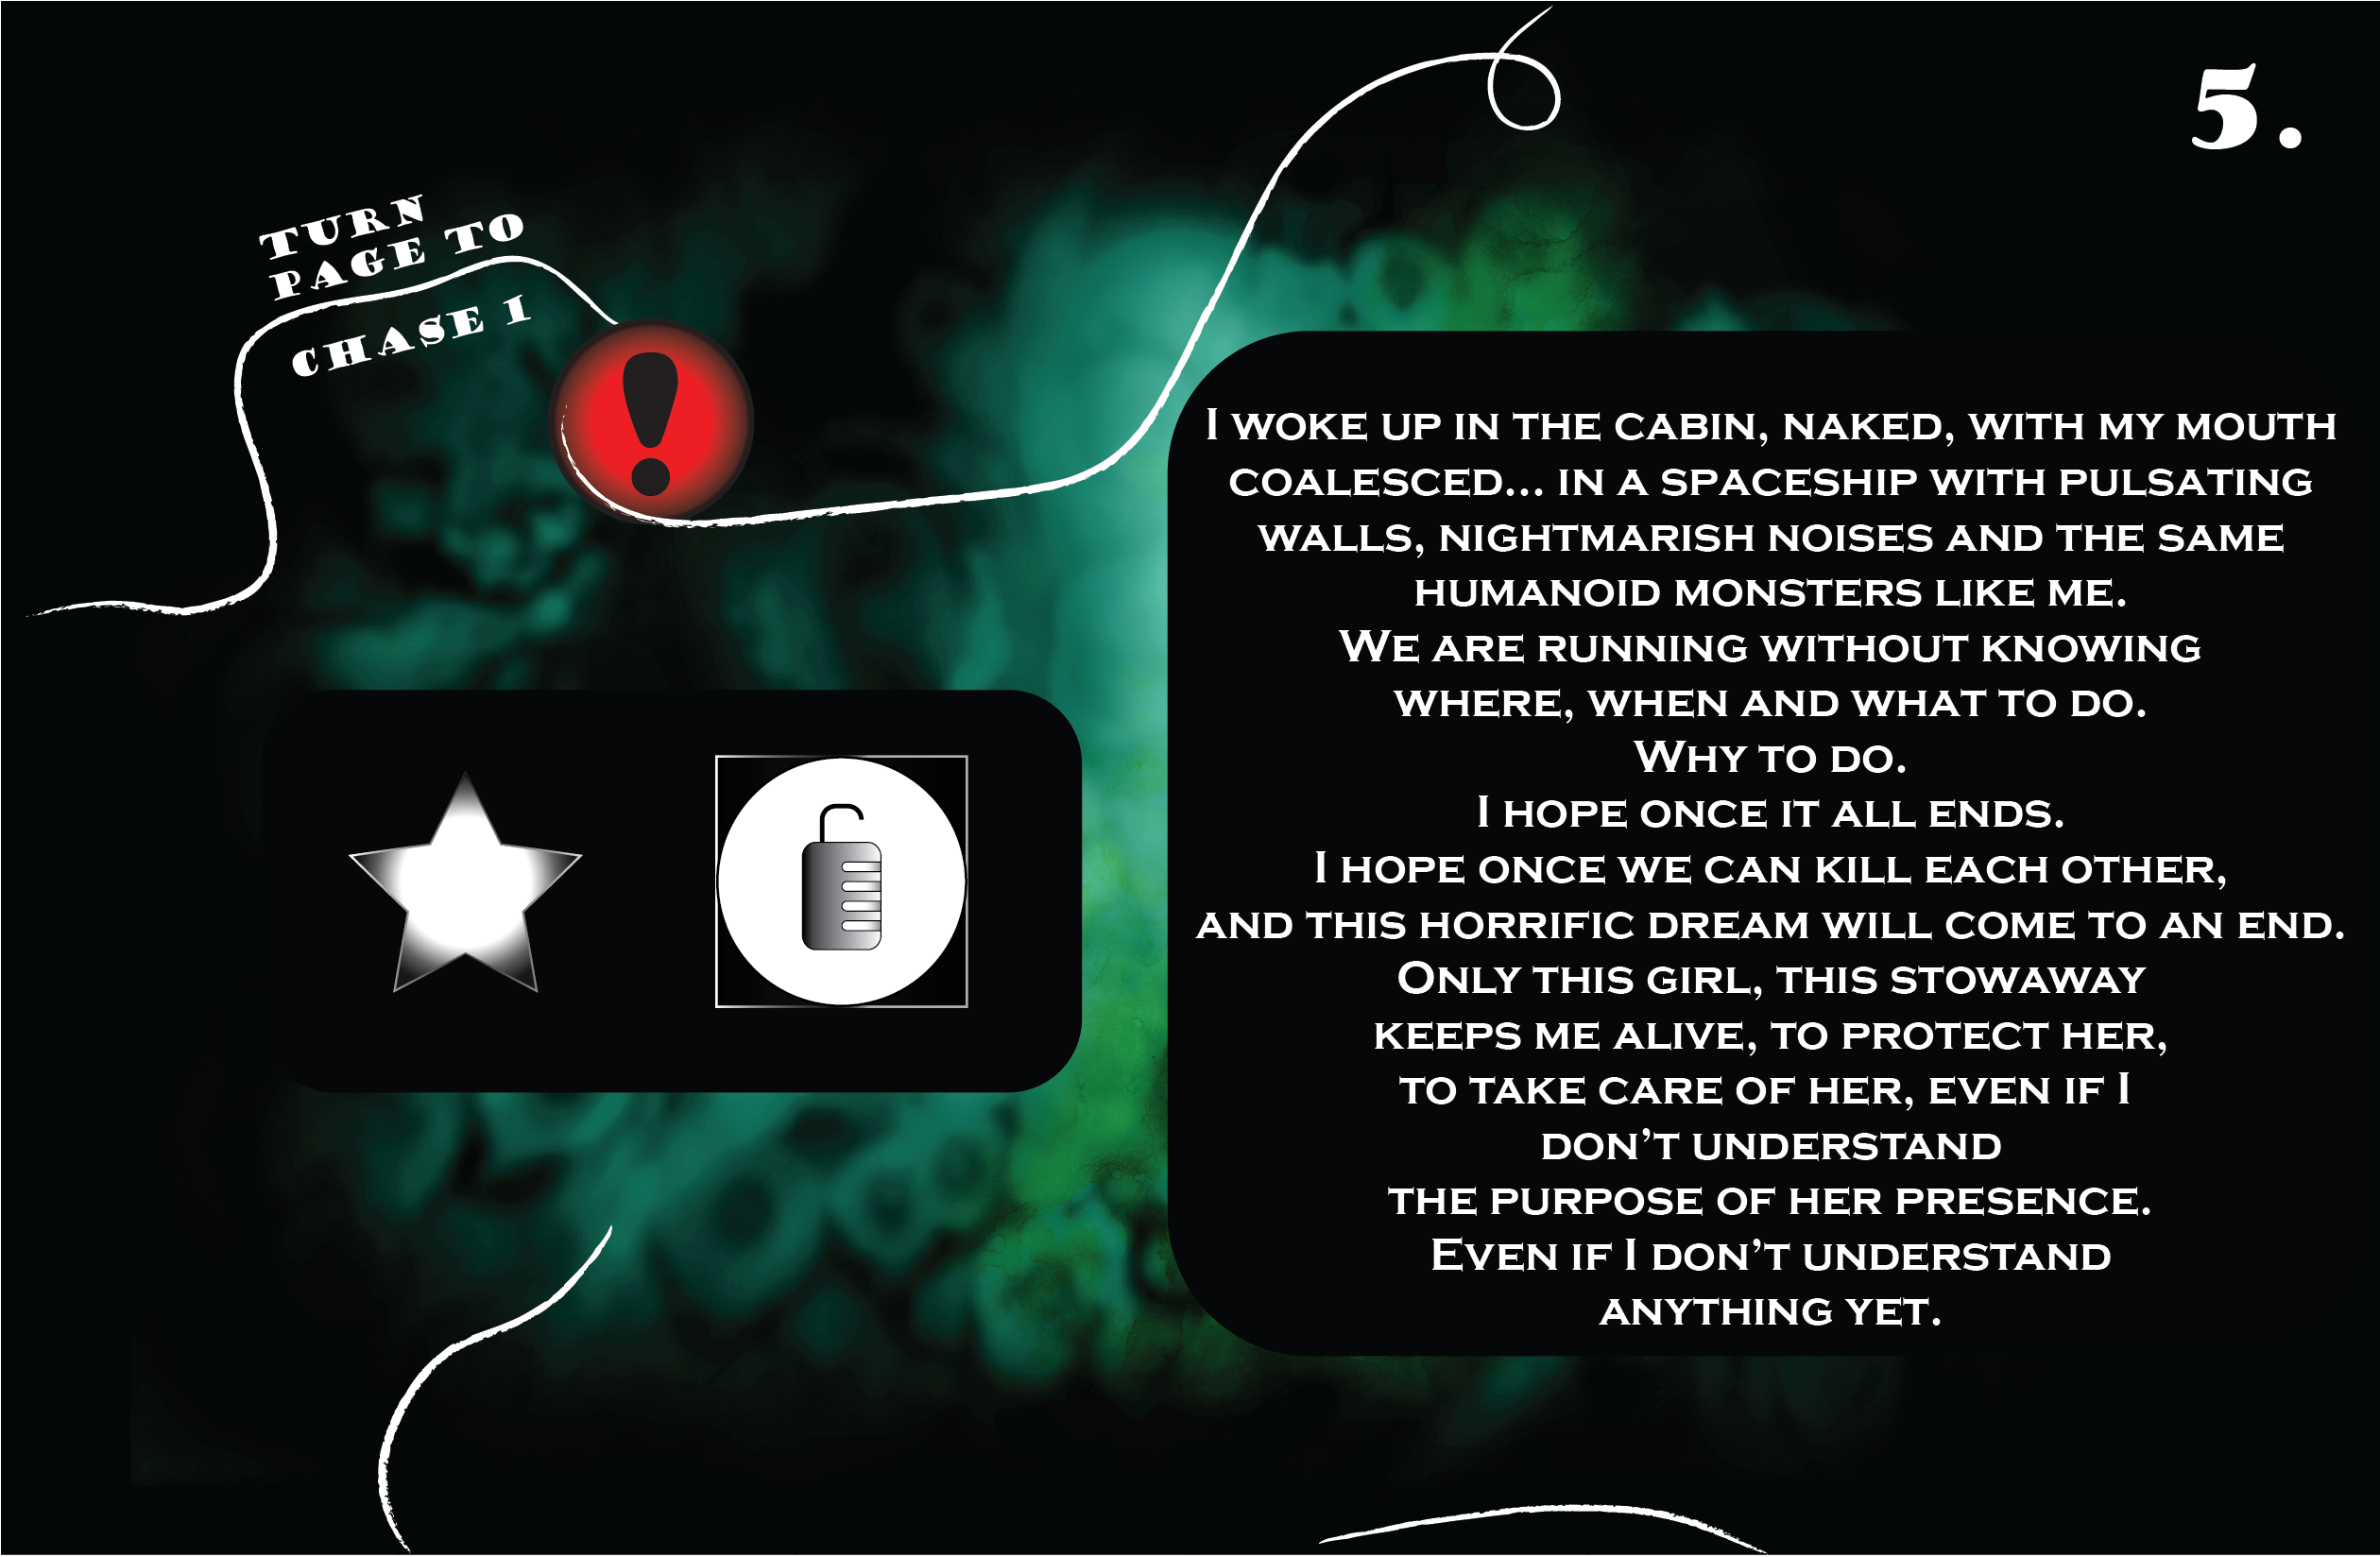 5.
TURN
PAGE TO
CHASE 1
I WOKE UP IN THE CABIN, NAKED, WITH MY MOUTH
COALESCED... IN A SPACESHIP WITH PULSATING
WALLS, NIGHTMARISH NOISES AND THE SAME
HUMANOID MONSTERS LIKE ME.
WE ARE RUNNING WITHOUT KNOWING
WHERE, WHEN AND WHAT TO DO.
WHY TO DO.
I HOPE ONCE IT ALL ENDS.
I HOPE ONCE WE CAN KILL EACH OTHER,
AND THIS HORRIFIC DREAM WILL COME TO AN END.
ONLY THIS GIRL, THIS STOWAWAY
KEEPS ME ALIVE, TO PROTECT HER,
TO TAKE CARE OF HER, EVEN IF I
DON’T UNDERSTAND
THE PURPOSE OF HER PRESENCE.
EVEN IF I DON’T UNDERSTAND
ANYTHING YET.